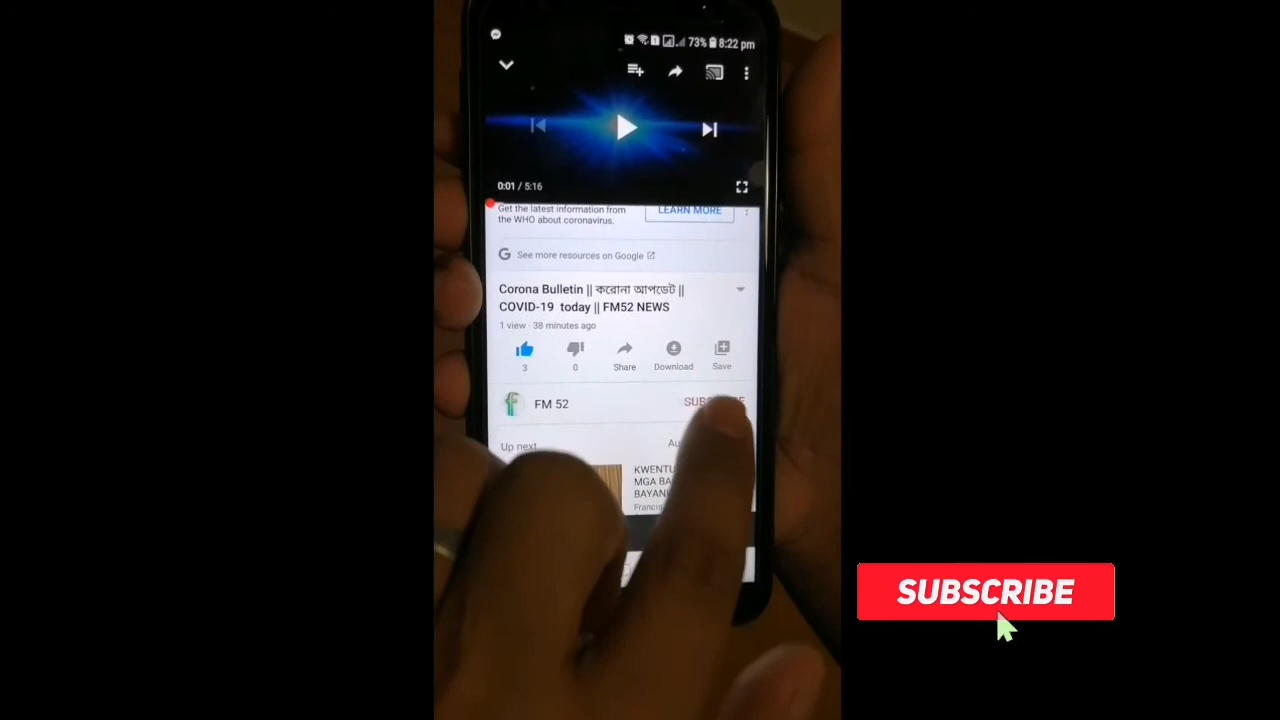 73% 8:22 pm
0:01 / 5:16
Get the latest information from
the WHO about coronavirus.
LEARN MORE
G See more resources on Google
Corona Bulletin || করোনা আপডেট ||
COVID-19 today || FM52 NEWS
1 view · 38 minutes ago
3
0
Share
Download
Save
FM 52
Up next
MGA
SUBSCRIBE